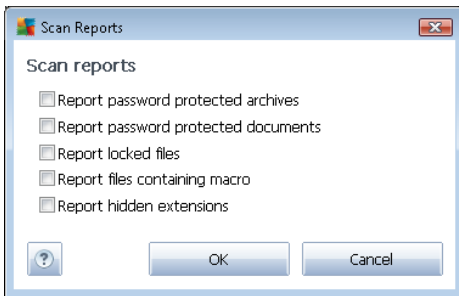 Scan Reports
Scan reports
Report password protected archives
Report password protected documents
Report locked files
Report files containing macro
Report hidden extensions
?
OK
Cancel